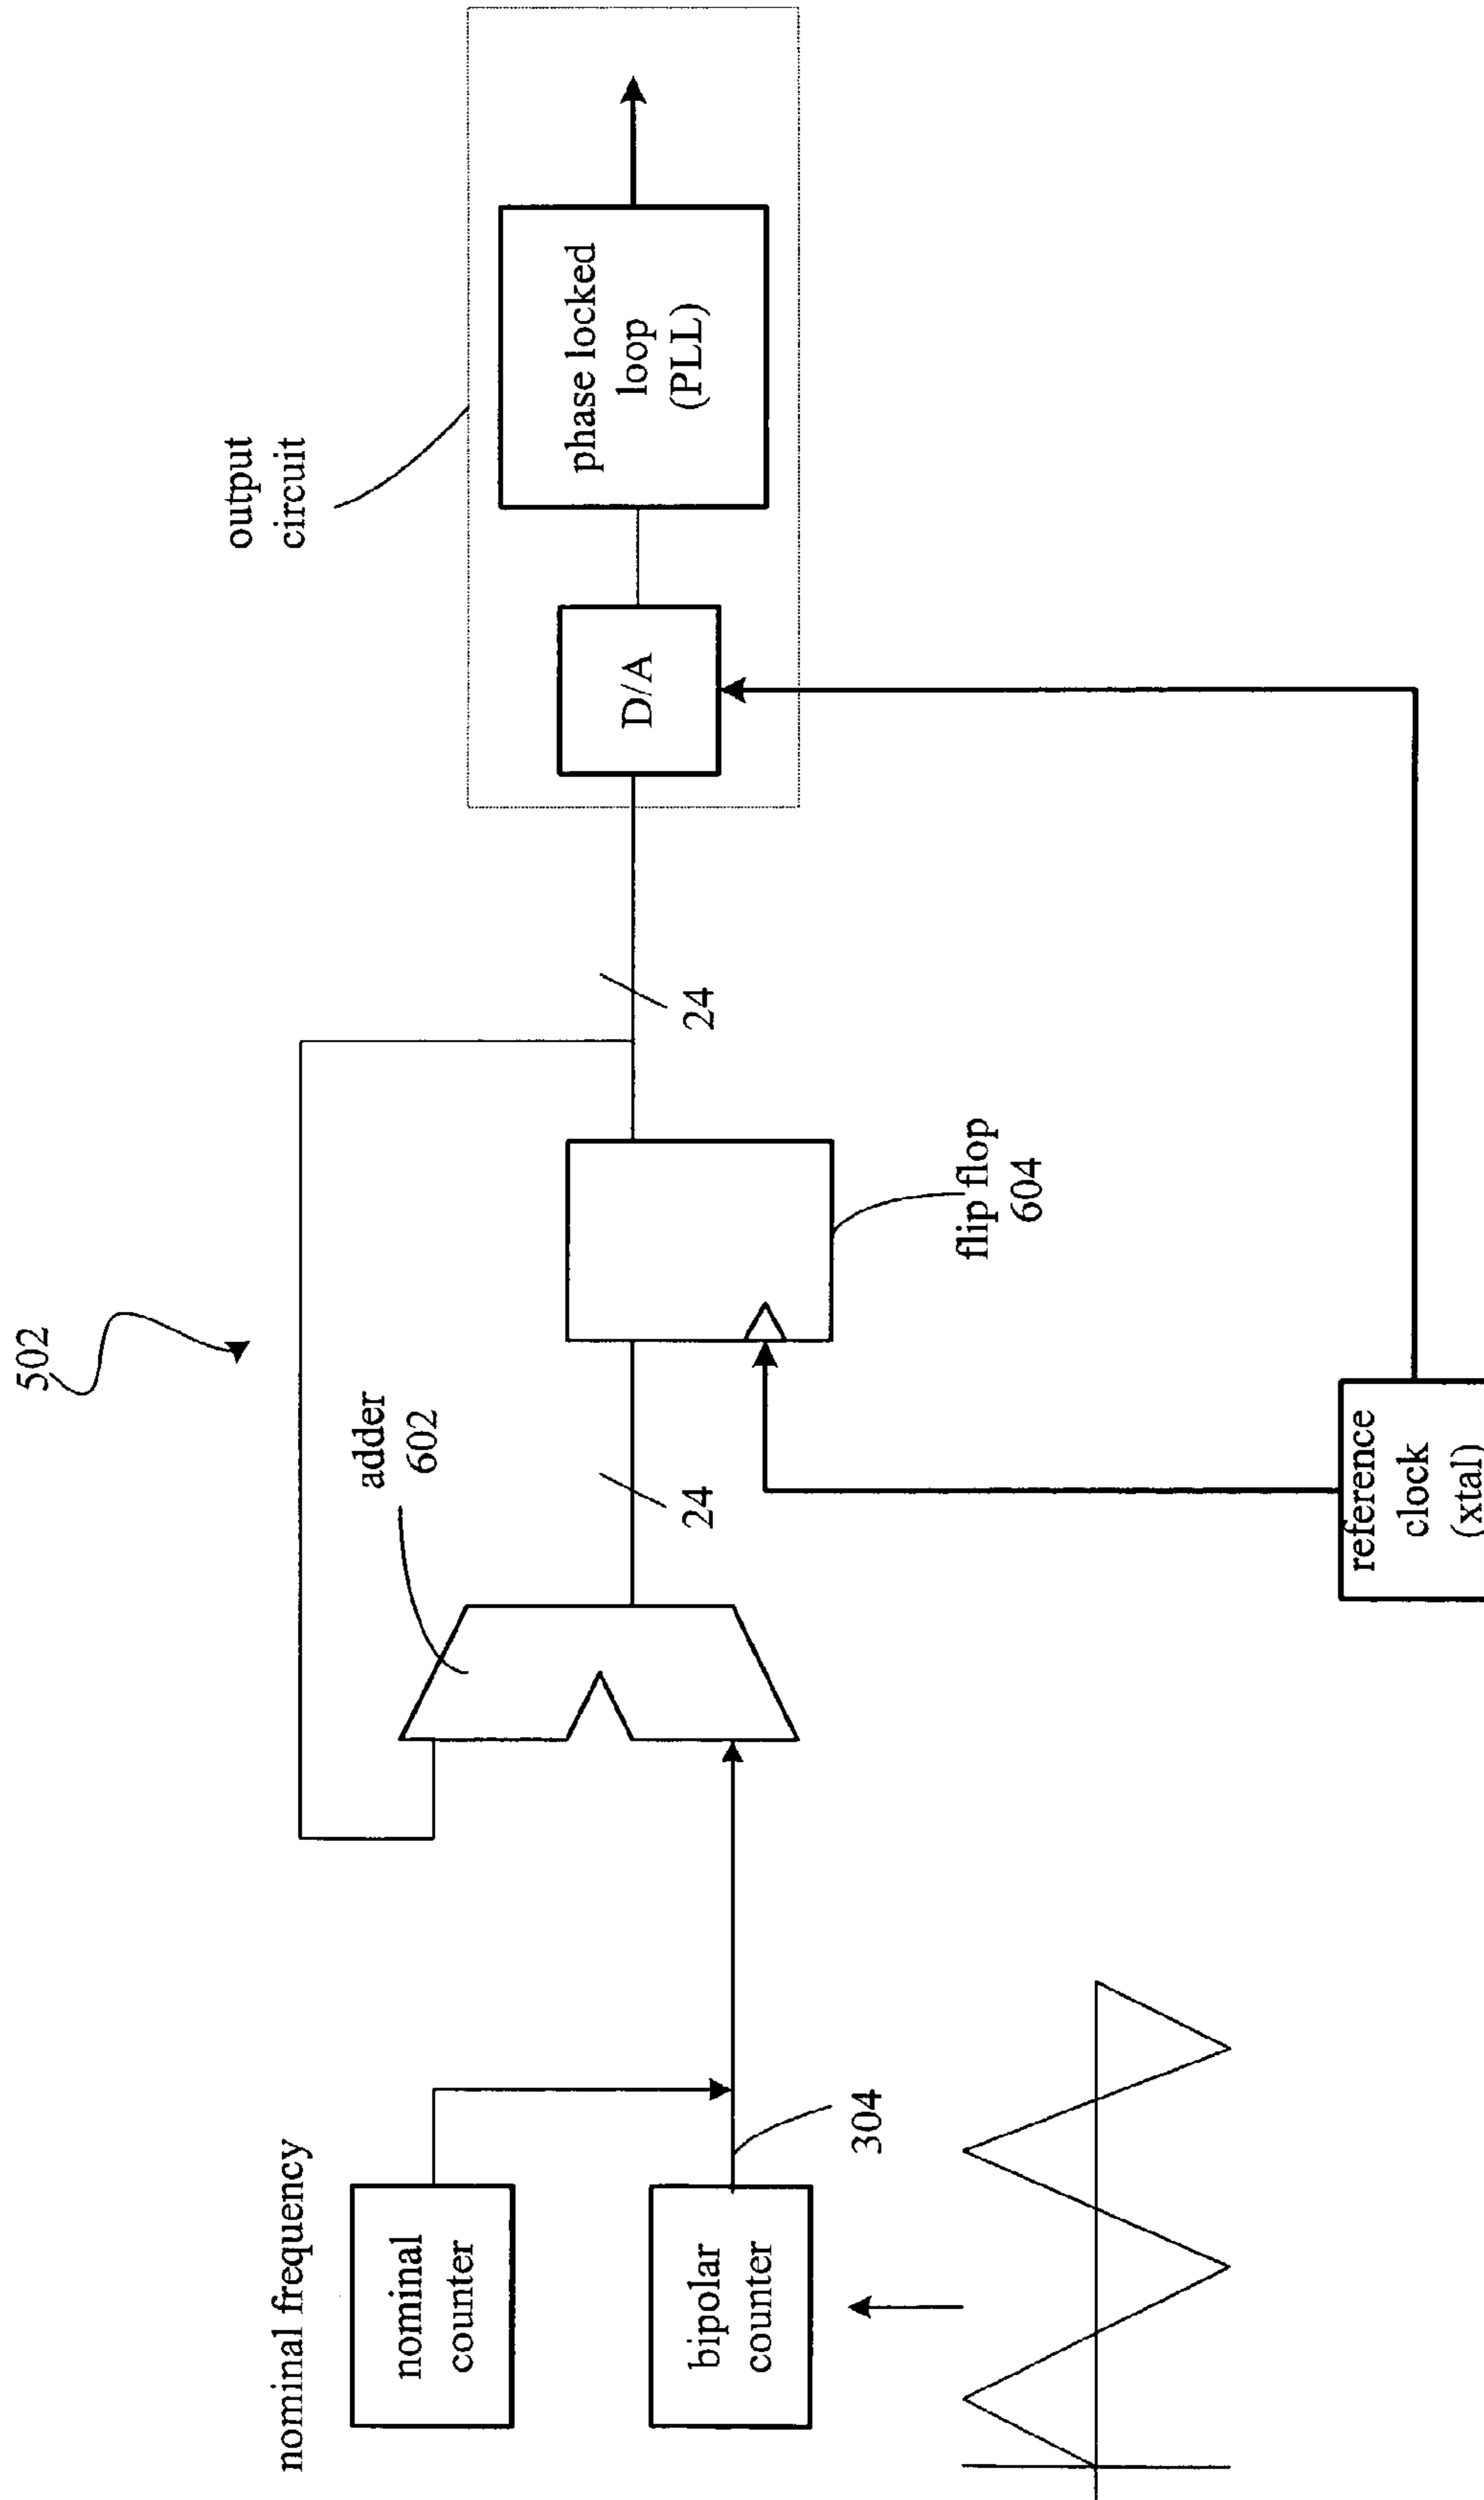 502
output
circuit
adder
602
phase locked
loop
(PLL)
D/A
24
24
flip flop
604
nominal frequency
nominal
counter
bipolar
counter
304
reference
clock
(xtal)